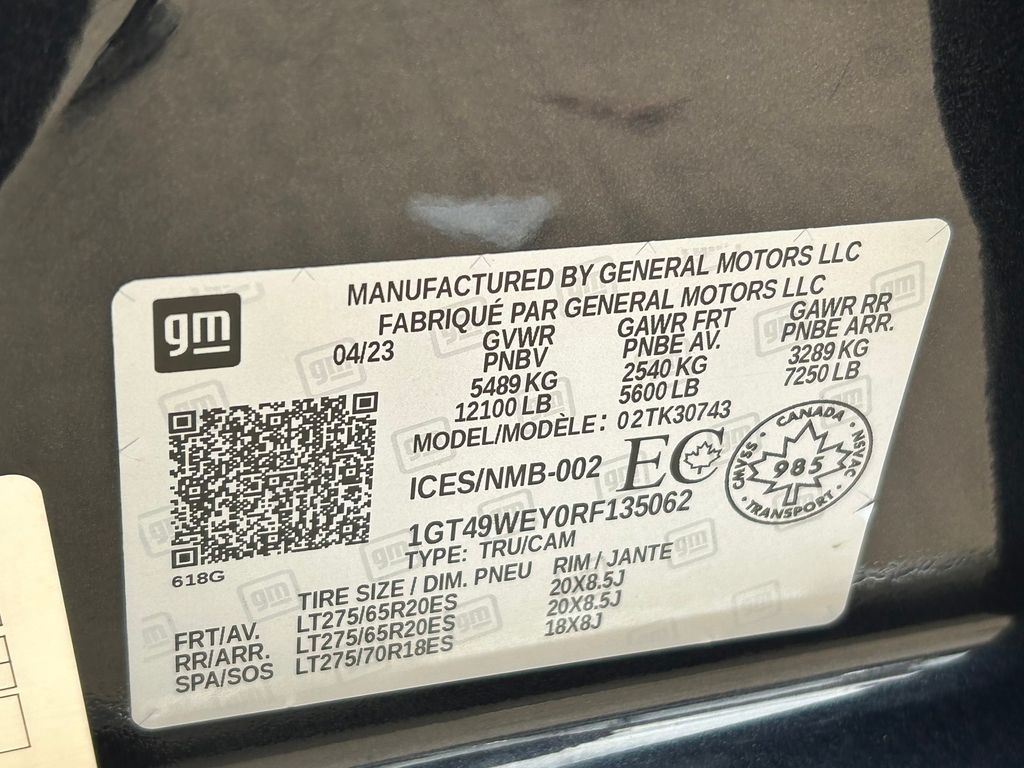 gm
MANUFACTURED BY GENERAL MOTORS LLC
FABRIQUÉ PAR GENERAL MOTORS LLC
04/23
GVWR
PNBV
5489 KG
12100 LB
GAWR FRT
PNBE AV.
2540 KG
5600 LB
GAWR RR
PNBE ARR.
3289 KG
7250 LB
MODEL/MODÈLE: 02TK30743
ICES/NMB-002 EC
CANADA
CMVSS 985 NSVAC
TRANSPORT
1GT49WEY0RF135062
TYPE: TRU/CAM
618G
TIRE SIZE / DIM. PNEU RIM / JANTE
FRT/AV. LT275/65R20ES 20X8.5J
RR/ARR. LT275/65R20ES 20X8.5J
SPA/SOS LT275/70R18ES 18X8J